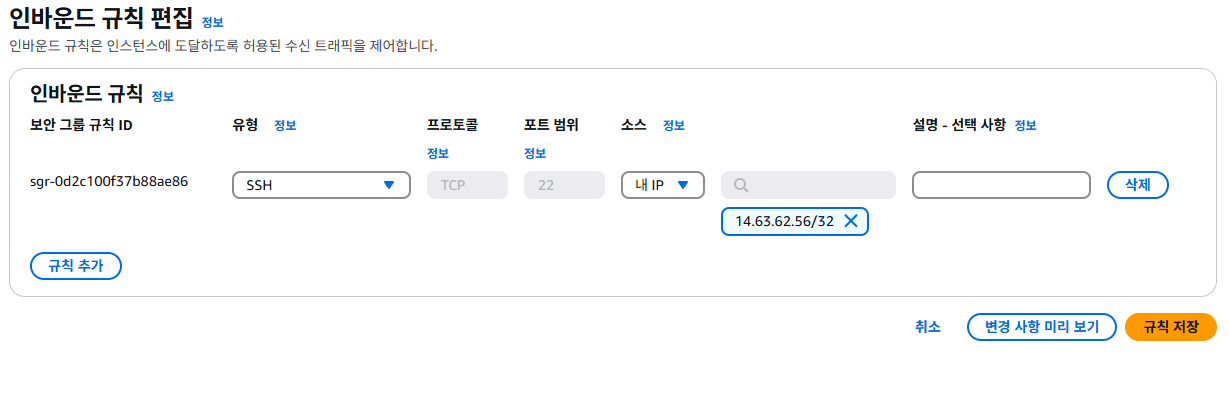 인바운드 규칙 편집 정보
인바운드 규칙은 인스턴스에 도달하도록 허용된 수신 트래픽을 제어합니다.
인바운드 규칙 정보
보안 그룹 규칙 ID 유형 정보 프로토콜 포트 범위 소스 정보 설명 - 선택 사항 정보
정보 정보
sgr-0d2c100f37b88ae86 SSH TCP 22 내 IP 삭제
14.63.62.56/32
규칙 추가
취소 변경 사항 미리 보기 규칙 저장